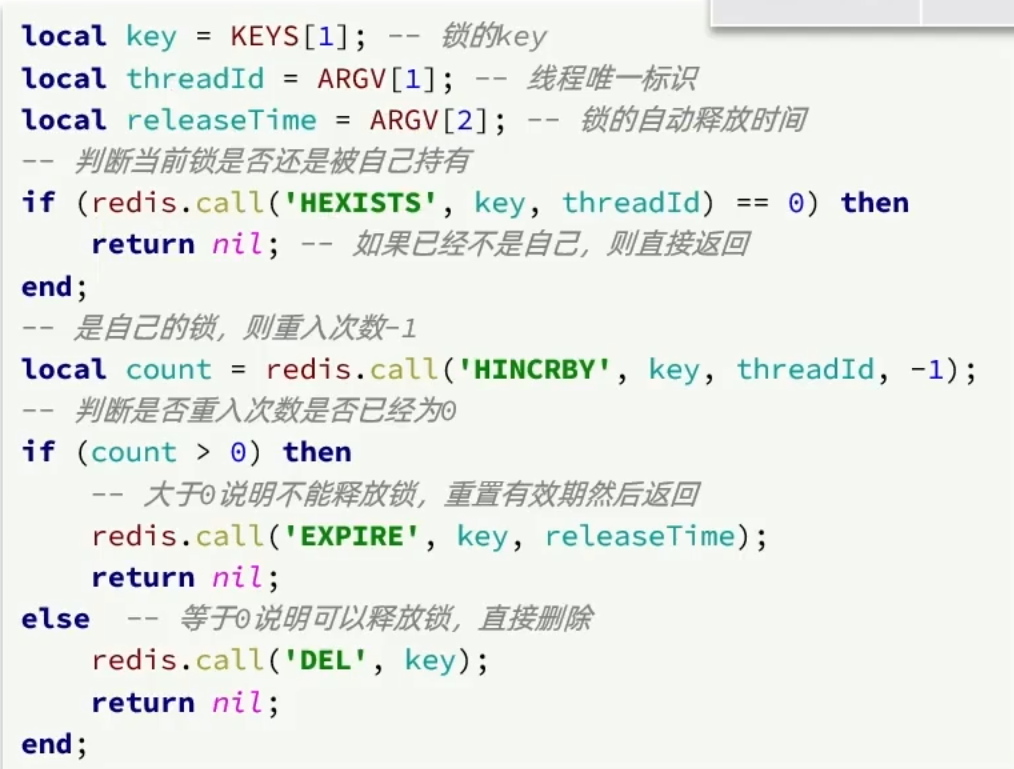 local key = KEYS[1]; -- 锁的key
local threadId = ARGV[1]; -- 线程唯一标识
local releaseTime = ARGV[2]; -- 锁的自动释放时间
-- 判断当前锁是否还是被自己持有
if (redis.call('HEXISTS', key, threadId) == 0) then
    return nil; -- 如果已经不是自己，则直接返回
end;
-- 是自己的锁，则重入次数-1
local count = redis.call('HINCRBY', key, threadId, -1);
-- 判断是否重入次数是否已经为0
if (count > 0) then
    -- 大于0说明不能释放锁，重置有效期然后返回
    redis.call('EXPIRE', key, releaseTime);
    return nil;
else  -- 等于0说明可以释放锁，直接删除
    redis.call('DEL', key);
    return nil;
end;